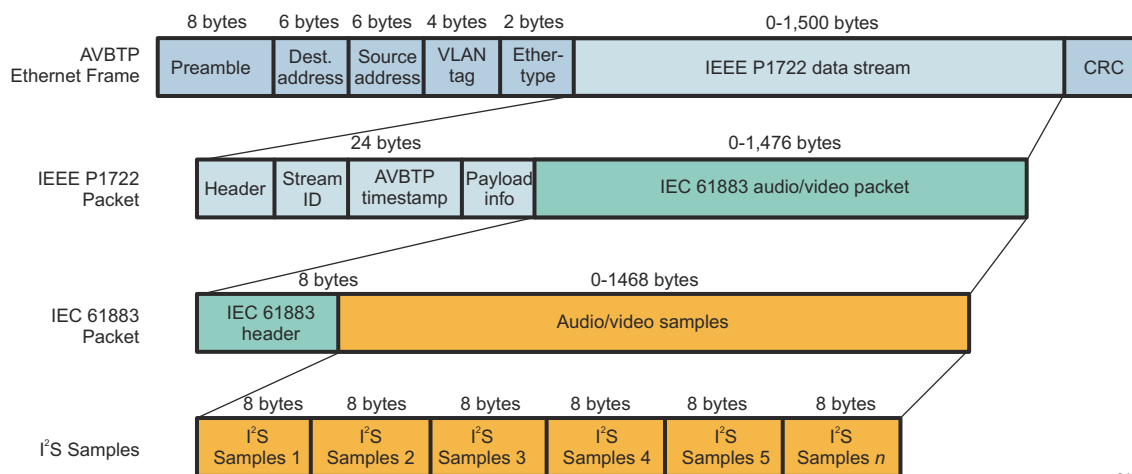 8 bytes 6 bytes 6 bytes 4 bytes 2 bytes 0-1,500 bytes
AVBTP
Ethernet Frame
Preamble
Dest.
address
Source
address
VLAN
tag
Ether-
type
IEEE P1722 data stream
CRC
24 bytes 0-1,476 bytes
IEEE P1722
Packet
Header
Stream
ID
AVBTP
timestamp
Payload
info
IEC 61883 audio/video packet
8 bytes 0-1468 bytes
IEC 61883
Packet
IEC 61883
header
Audio/video samples
8 bytes 8 bytes 8 bytes 8 bytes 8 bytes 8 bytes
I²S Samples
I²S
Samples 1
I²S
Samples 2
I²S
Samples 3
I²S
Samples 4
I²S
Samples 5
I²S
Samples n